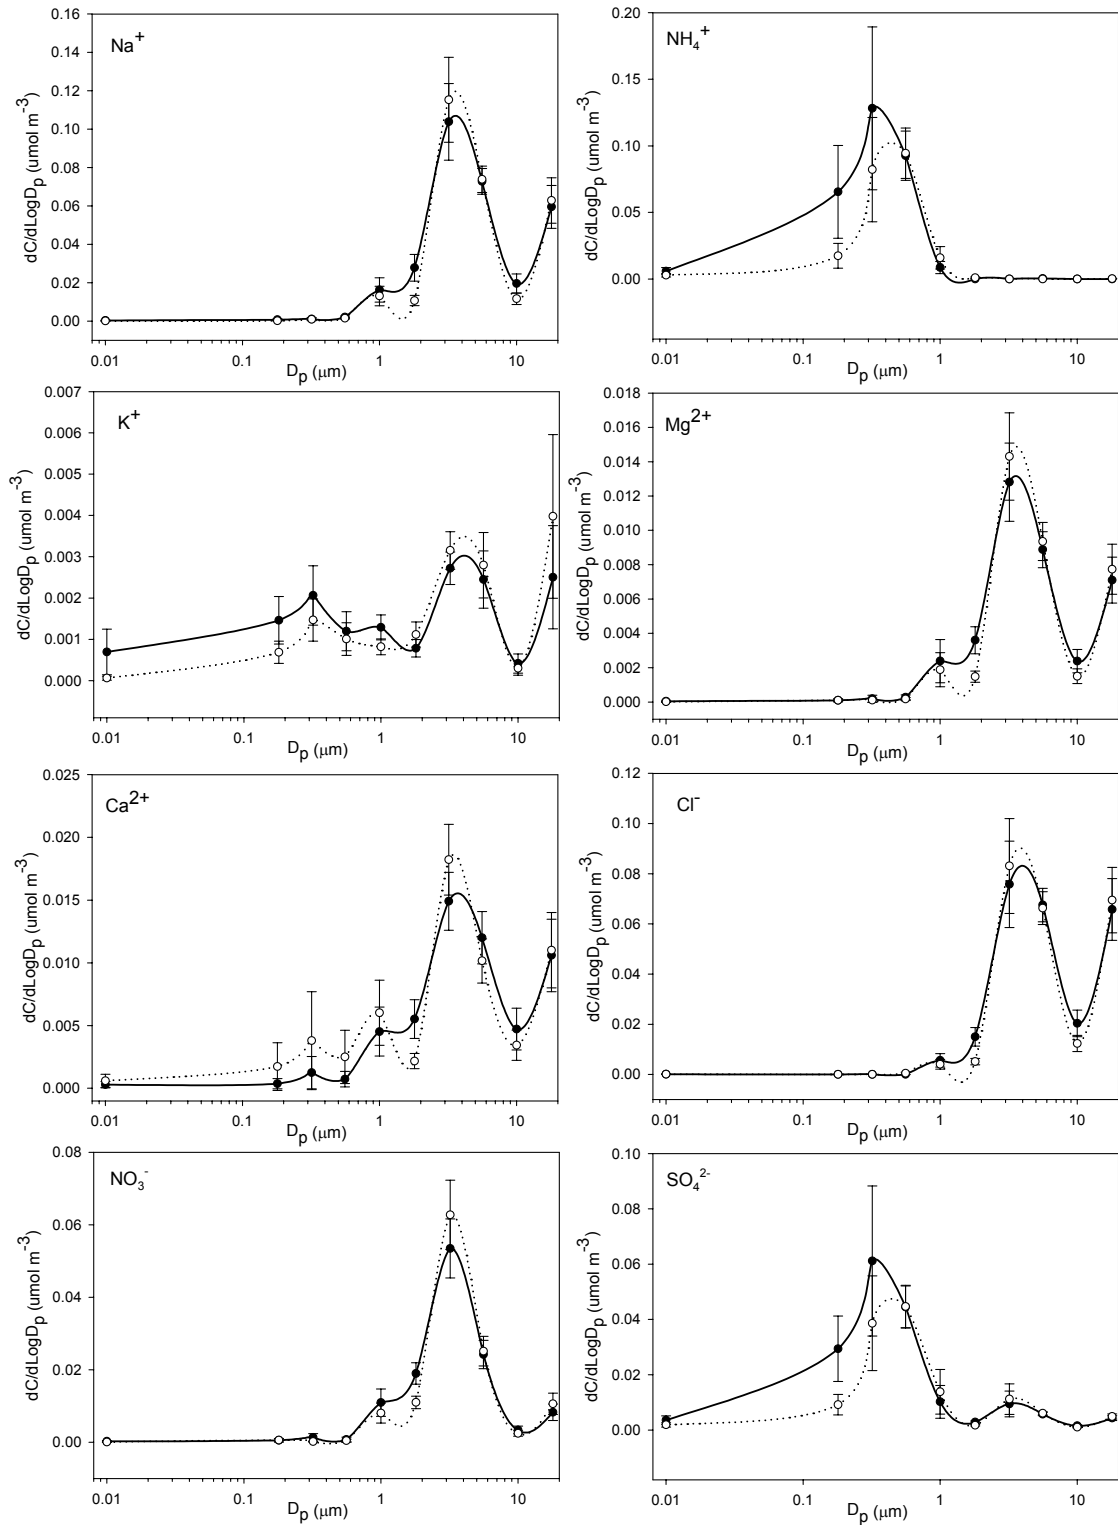 Na+
dC/dLogDp (umol m-3)
0.16
0.14
0.12
0.10
0.08
0.06
0.04
0.02
0.00
0.01 0.1 1 10
Dp (μm)
NH4+
dC/dLogDp (umol m-3)
0.20
0.15
0.10
0.05
0.00
0.01 0.1 1 10
Dp (μm)
K+
dC/dLogDp (umol m-3)
0.007
0.006
0.005
0.004
0.003
0.002
0.001
0.000
0.01 0.1 1 10
Dp (μm)
Mg2+
dC/dLogDp (umol m-3)
0.018
0.016
0.014
0.012
0.010
0.008
0.006
0.004
0.002
0.000
0.01 0.1 1 10
Dp (μm)
Ca2+
dC/dLogDp (umol m-3)
0.025
0.020
0.015
0.010
0.005
0.000
0.01 0.1 1 10
Dp (μm)
Cl-
dC/dLogDp (umol m-3)
0.12
0.10
0.08
0.06
0.04
0.02
0.00
0.01 0.1 1 10
Dp (μm)
NO3-
dC/dLogDp (umol m-3)
0.08
0.06
0.04
0.02
0.00
0.01 0.1 1 10
Dp (μm)
SO42-
dC/dLogDp (umol m-3)
0.10
0.08
0.06
0.04
0.02
0.00
0.01 0.1 1 10
Dp (μm)